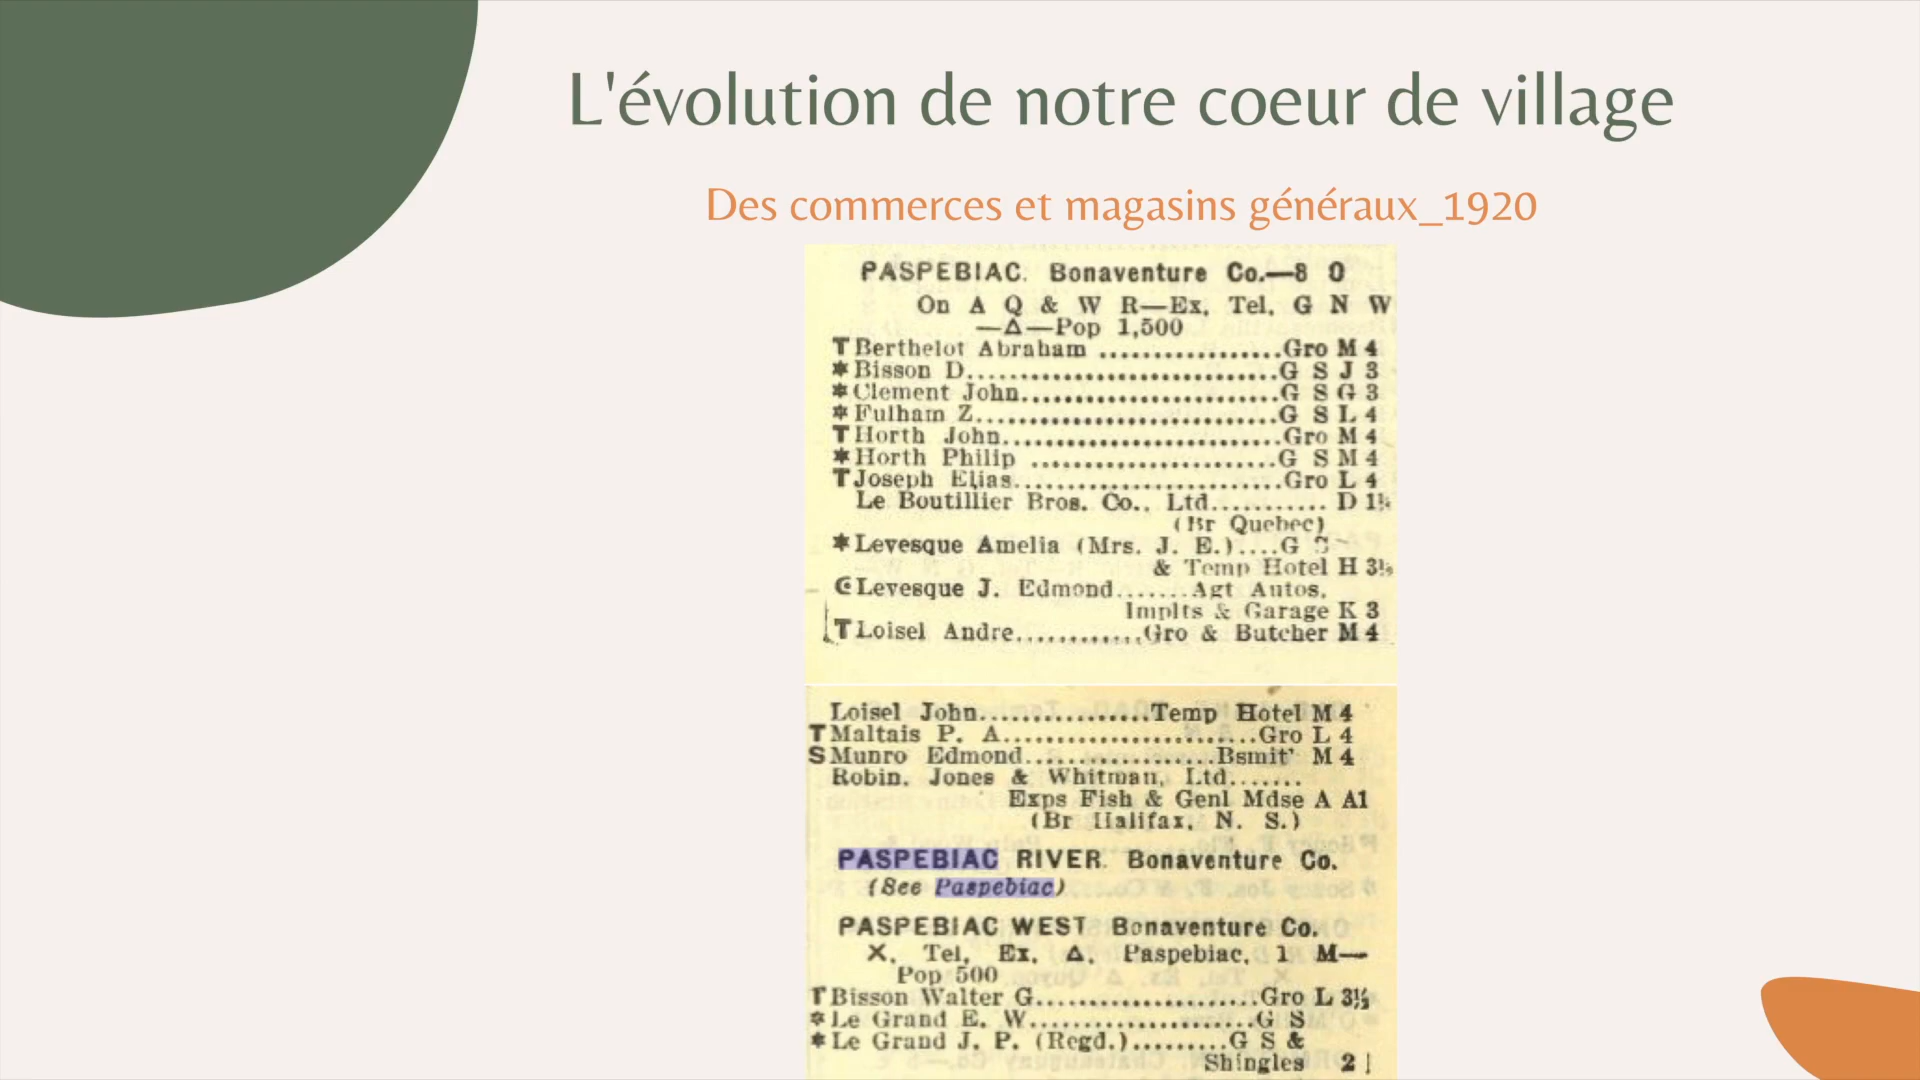 L'évolution de notre coeur de village
Des commerces et magasins généraux_1920
PASPEBIAC. Bonaventure Co.—8 O
On A Q & W R—Ex, Tel, G N W
—Δ—Pop 1,500
T Berthelot Abraham ................Gro M 4
* Bisson D.............................G S J 3
* Clement John........................G S G 3
* Fulham Z............................G S L 4
T Horth John..........................Gro M 4
* Horth Philip .......................G S M 4
T Joseph Elias........................Gro L 4
Le Boutillier Bros. Co., Ltd........... D 1½
(Br Quebec)
* Levesque Amelia (Mrs. J. E.)....G S
& Temp Hotel H 3½
C Levesque J. Edmond.......Agt Autos,
Implts & Garage K 3
T Loisel Andre............Gro & Butcher M 4
Loisel John................Temp Hotel M 4
T Maltais P. A.......................Gro L 4
S Munro Edmond.................Bsmit' M 4
Robin, Jones & Whitman, Ltd.......
Exps Fish & Genl Mdse A A1
(Br Halifax, N. S.)
PASPEBIAC RIVER. Bonaventure Co.
(See Paspebiac)
PASPEBIAC WEST Bonaventure Co.
X, Tel, Ex, Δ, Paspebiac, 1 M—
Pop 500
T Bisson Walter G....................Gro L 3½
* Le Grand E. W.....................G S
* Le Grand J. P. (Regd.).........G S &
Shingles 2